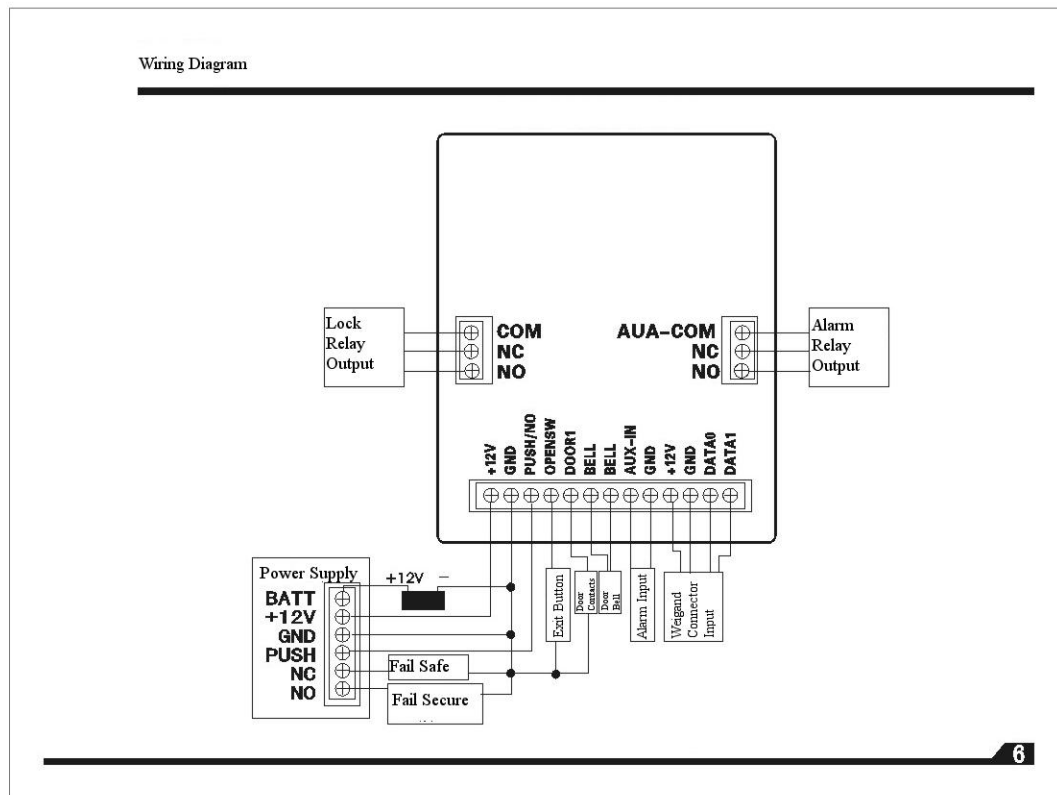 Wiring Diagram
Lock
Relay
Output
COM
NC
NO
AUA-COM
NC
NO
Alarm
Relay
Output
+12V
GND
PUSH/NO
OPENSW
DOOR1
BELL
BELL
AUX-IN
GND
+12V
GND
DATA0
DATA1
Power Supply
BATT
+12V
GND
PUSH
NC
NO
+12V −
Fail Safe
Fail Secure
Exit Button
Door
Contacts
Door
Bell
Alarm Input
Weigand
Connector
Input
6